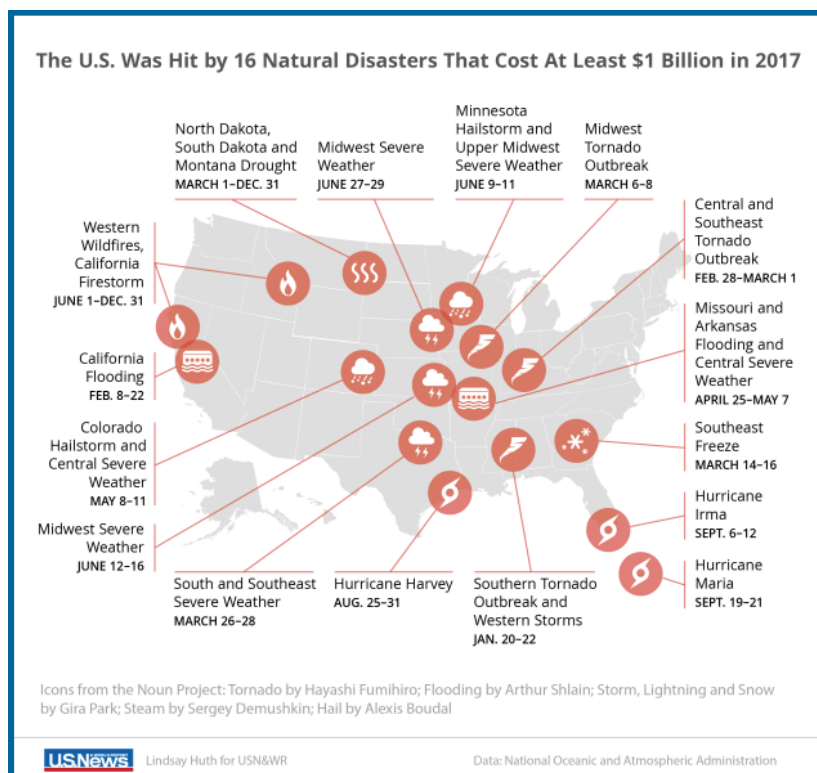 The U.S. Was Hit by 16 Natural Disasters That Cost At Least $1 Billion in 2017
North Dakota,
South Dakota and
Montana Drought
MARCH 1–DEC. 31
Midwest Severe
Weather
JUNE 27–29
Minnesota
Hailstorm and
Upper Midwest
Severe Weather
JUNE 9–11
Midwest
Tornado
Outbreak
MARCH 6–8
Central and
Southeast
Tornado
Outbreak
FEB. 28–MARCH 1
Western
Wildfires,
California
Firestorm
JUNE 1–DEC. 31
Missouri and
Arkansas
Flooding and
Central Severe
Weather
APRIL 25–MAY 7
California
Flooding
FEB. 8–22
Colorado
Hailstorm and
Central Severe
Weather
MAY 8–11
Southeast
Freeze
MARCH 14–16
Midwest Severe
Weather
JUNE 12–16
Hurricane
Irma
SEPT. 6–12
South and Southeast
Severe Weather
MARCH 26–28
Hurricane Harvey
AUG. 25–31
Southern Tornado
Outbreak and
Western Storms
JAN. 20–22
Hurricane
Maria
SEPT. 19–21
Icons from the Noun Project: Tornado by Hayashi Fumihiro; Flooding by Arthur Shlain; Storm, Lightning and Snow
by Gira Park; Steam by Sergey Demushkin; Hail by Alexis Boudal
U.S.News
Lindsay Huth for USN&WR
Data: National Oceanic and Atmospheric Administration